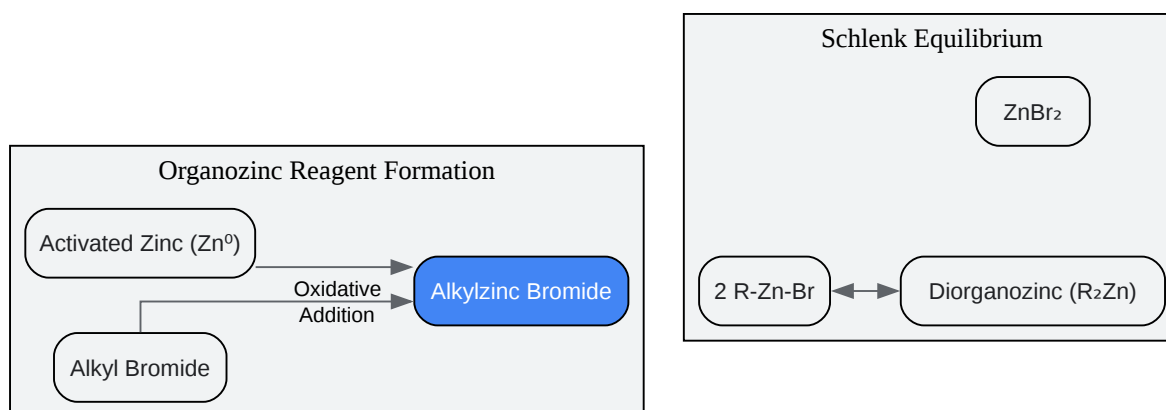 Organozinc Reagent Formation
Activated Zinc (Zn⁰)
Oxidative
Addition
Alkylzinc Bromide
Alkyl Bromide
Schlenk Equilibrium
ZnBr₂
2 R-Zn-Br
Diorganozinc (R₂Zn)